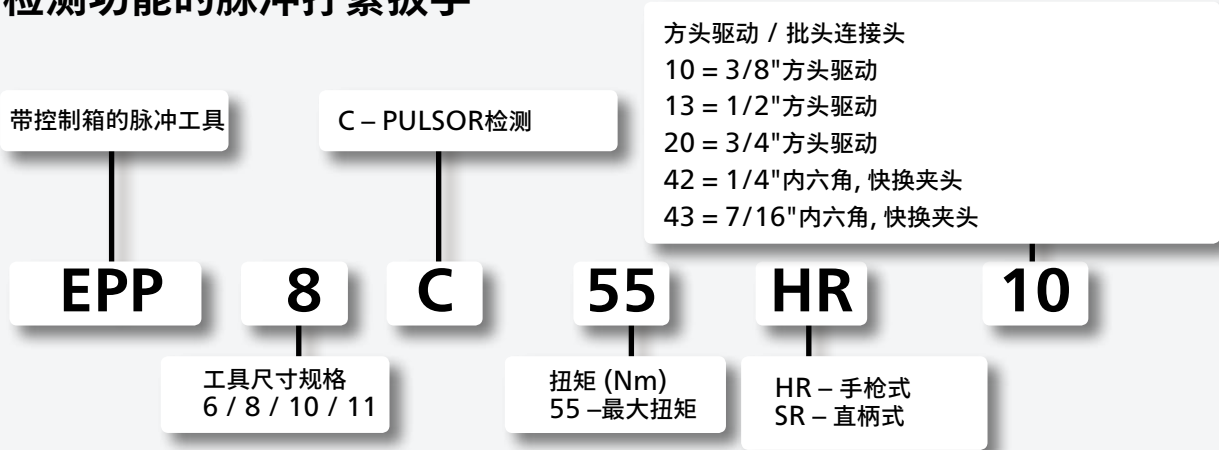 检测功能的脉冲拧紧扳手
方头驱动 / 批头连接头
10 = 3/8"方头驱动
13 = 1/2"方头驱动
20 = 3/4"方头驱动
42 = 1/4"内六角, 快换夹头
43 = 7/16"内六角, 快换夹头
带控制箱的脉冲工具
C – PULSOR检测
EPP 8 C 55 HR 10
工具尺寸规格
6 / 8 / 10 / 11
扭矩 (Nm)
55 –最大扭矩
HR – 手枪式
SR – 直柄式